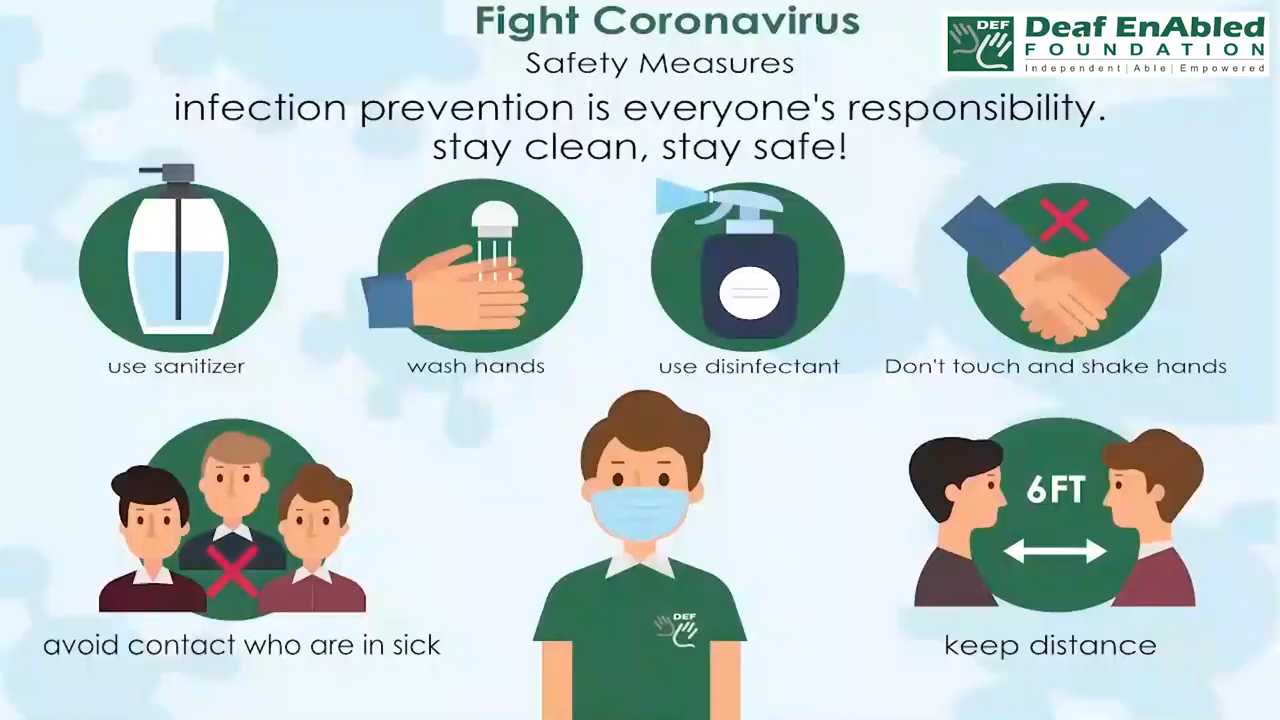 Fight Coronavirus
Safety Measures
DEF
Deaf EnAbled
FOUNDATION
Independent | Able | Empowered
infection prevention is everyone's responsibility.
stay clean, stay safe!
use sanitizer
wash hands
use disinfectant
Don't touch and shake hands
6FT
DEF
avoid contact who are in sick
keep distance